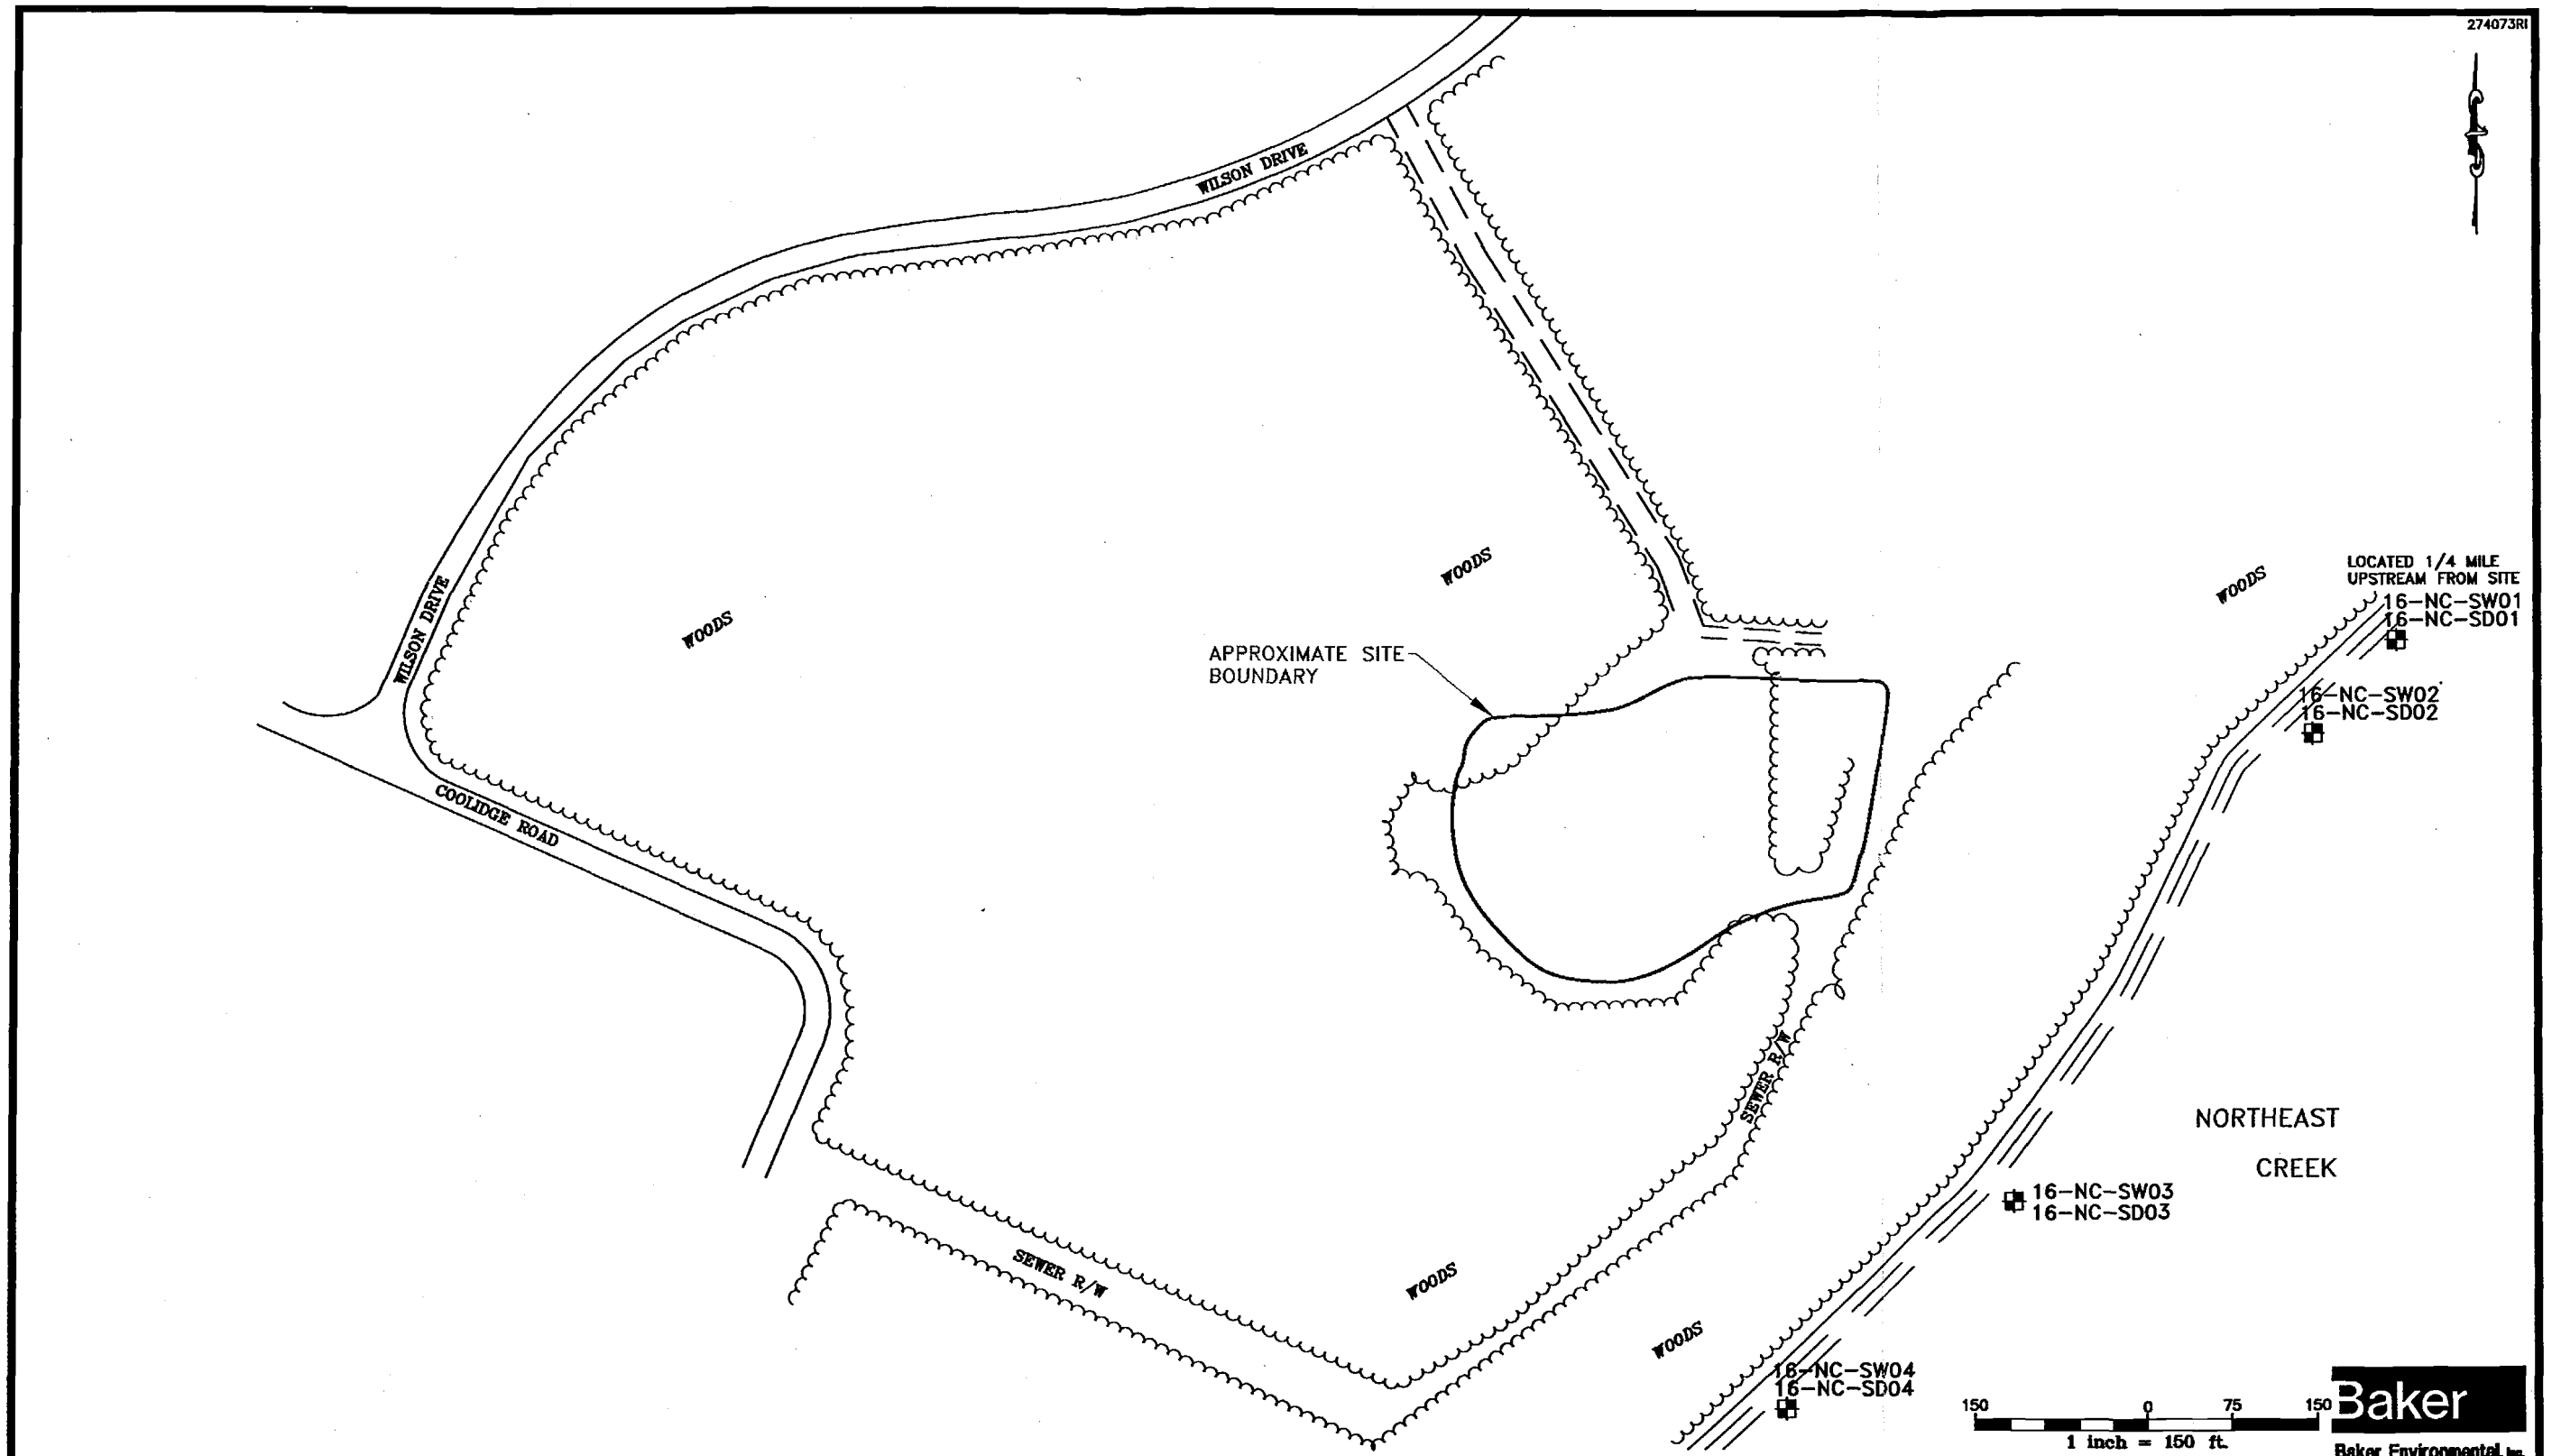 274073RI
WILSON DRIVE
WOODS
WOODS
LOCATED 1/4 MILE
UPSTREAM FROM SITE
16-NC-SW01
16-NC-SD01
WILSON DRIVE
WOODS
APPROXIMATE SITE
BOUNDARY
16-NC-SW02
16-NC-SD02
COOLIDGE ROAD
SEWER R/W
NORTHEAST
CREEK
16-NC-SW03
16-NC-SD03
SEWER R/W
WOODS
WOODS
16-NC-SW04
16-NC-SD04
150 0 75 150
1 inch = 150 ft.
Baker
Baker Environmental, Inc.